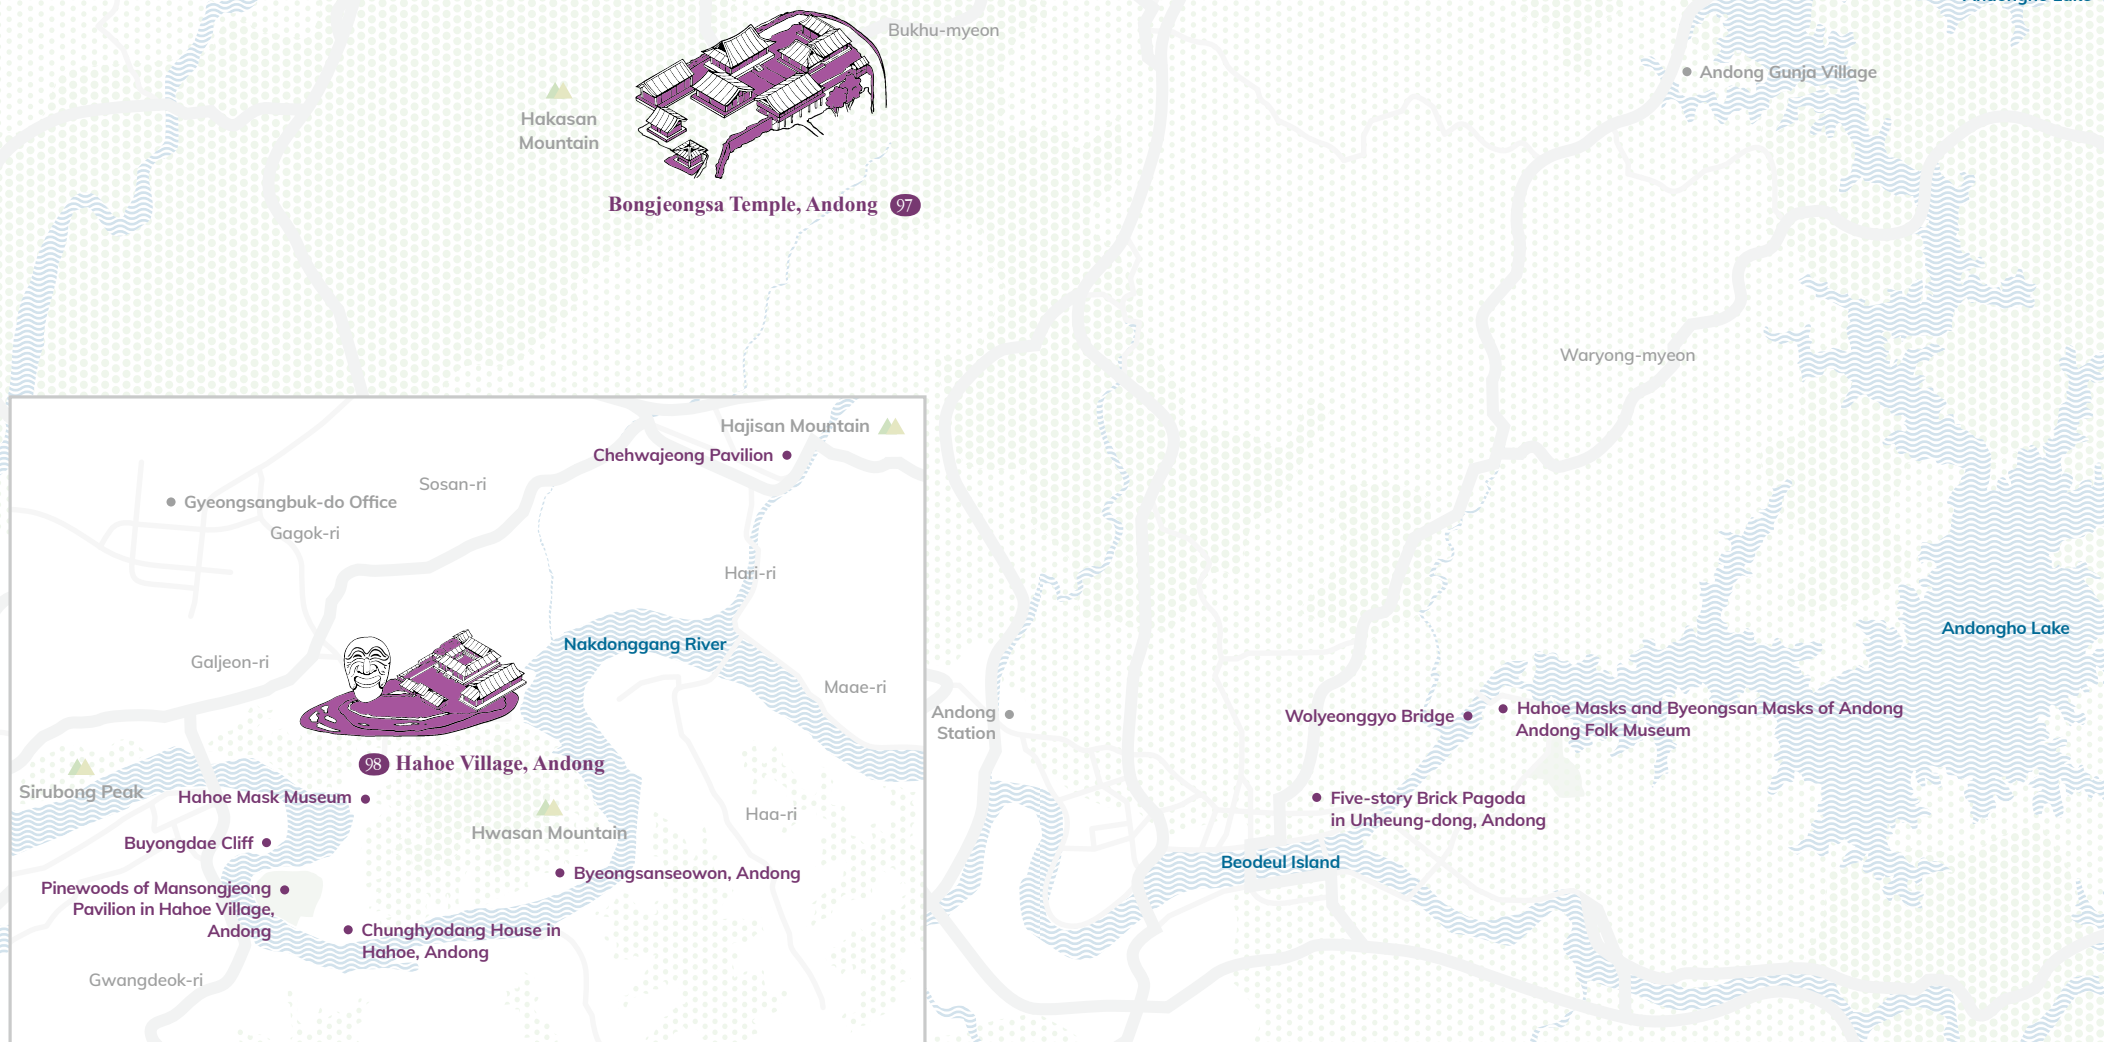 Andongho Lake
Bukhu-myeon
Andong Gunja Village
Hakasan
Mountain
Bongjeongsa Temple, Andong 97
Waryong-myeon
Hajisan Mountain
Chehwajeong Pavilion
Sosan-ri
Gyeongsangbuk-do Office
Gagok-ri
Hari-ri
Nakdonggang River
Galjeon-ri
Maae-ri
98 Hahoe Village, Andong
Sirubong Peak
Hahoe Mask Museum
Haa-ri
Hwasan Mountain
Buyongdae Cliff
Byeongsanseowon, Andong
Pinewoods of Mansongjeong
Pavilion in Hahoe Village,
Andong
Chunghyodang House in
Hahoe, Andong
Gwangdeok-ri
Andong
Station
Andongho Lake
Wolyeonggyo Bridge
Hahoe Masks and Byeongsan Masks of Andong
Andong Folk Museum
Five-story Brick Pagoda
in Unheung-dong, Andong
Beodeul Island